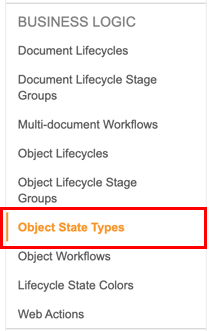 BUSINESS LOGIC
Document Lifecycles
Document Lifecycle Stage
Groups
Multi-document Workflows
Object Lifecycles
Object Lifecycle Stage
Groups
Object State Types
Object Workflows
Lifecycle State Colors
Web Actions